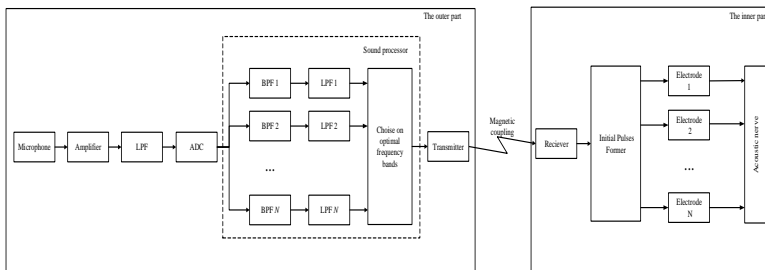 The outer part
The inner part
Sound processor
BPF 1
LPF 1
BPF 2
LPF 2
...
BPF N
LPF N
Microphone
Amplifier
LPF
ADC
Choise on
optimal
frequency
bands
Transmitter
Magnetic
coupling
Reciever
Initial Pulses
Former
Electrode
1
Electrode
2
...
Electrode
N
Acoustic nerve